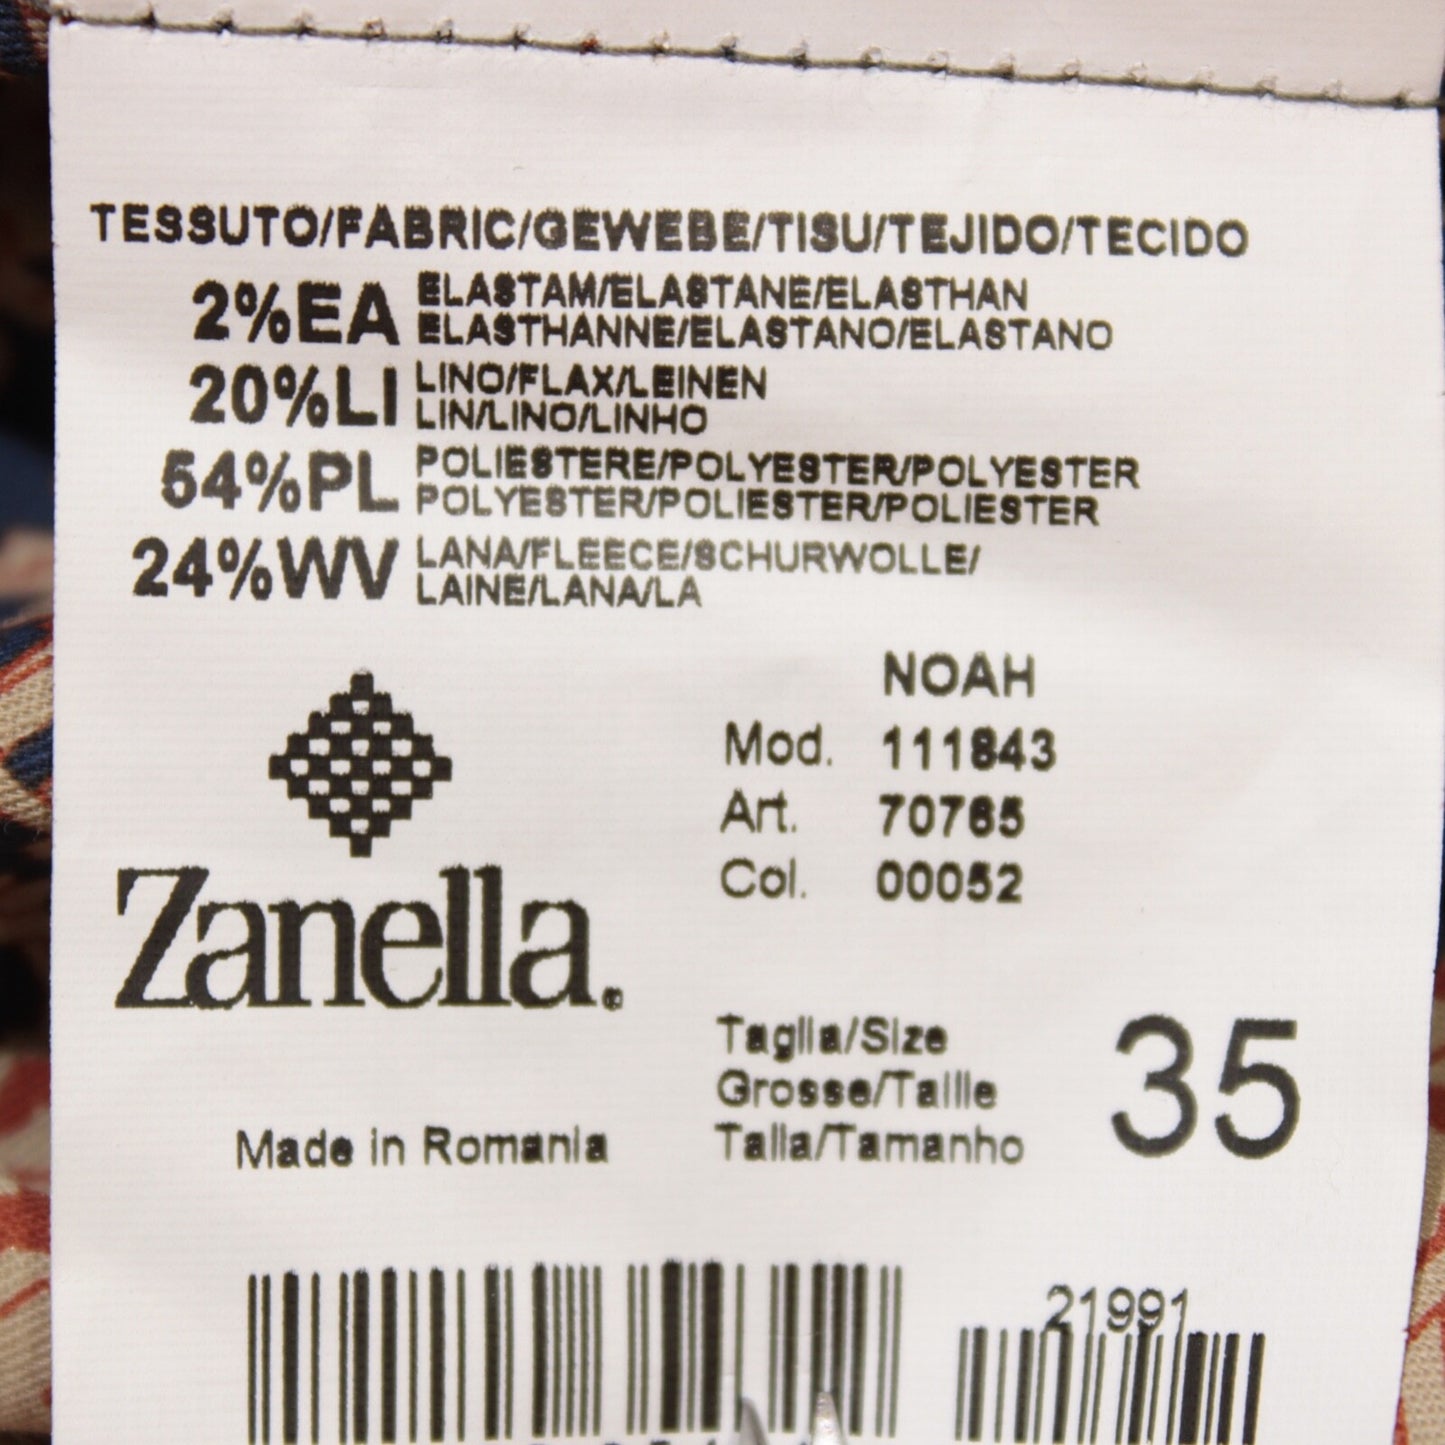 TESSUTO/FABRIC/GEWEBE/TISU/TEJIDO/TECIDO
2%EA ELASTAM/ELASTANE/ELASTHAN
ELASTHANNE/ELASTANO/ELASTANO
20%LI LINO/FLAX/LEINEN
LIN/LINO/LINHO
54%PL POLIESTERE/POLYESTER/POLYESTER
POLYESTER/POLIESTER/POLIESTER
24%WV LANA/FLEECE/SCHURWOLLE/
LAINE/LANA/LA
NOAH
Mod. 111843
Art. 70765
Col. 00052
Zanella®
Taglia/Size
Grosse/Taille
Talla/Tamanho
35
Made in Romania
21991